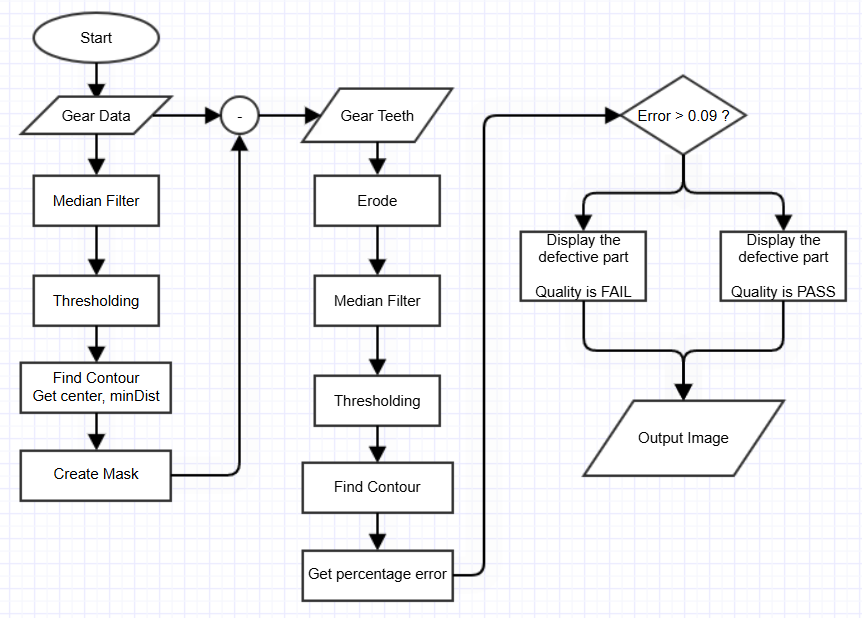 Start
Gear Data
Median Filter
Thresholding
Find Contour
Get center, minDist
Create Mask
-
Gear Teeth
Erode
Median Filter
Thresholding
Find Contour
Get percentage error
Error > 0.09 ?
Display the
defective part
Quality is FAIL
Display the
defective part
Quality is PASS
Output Image